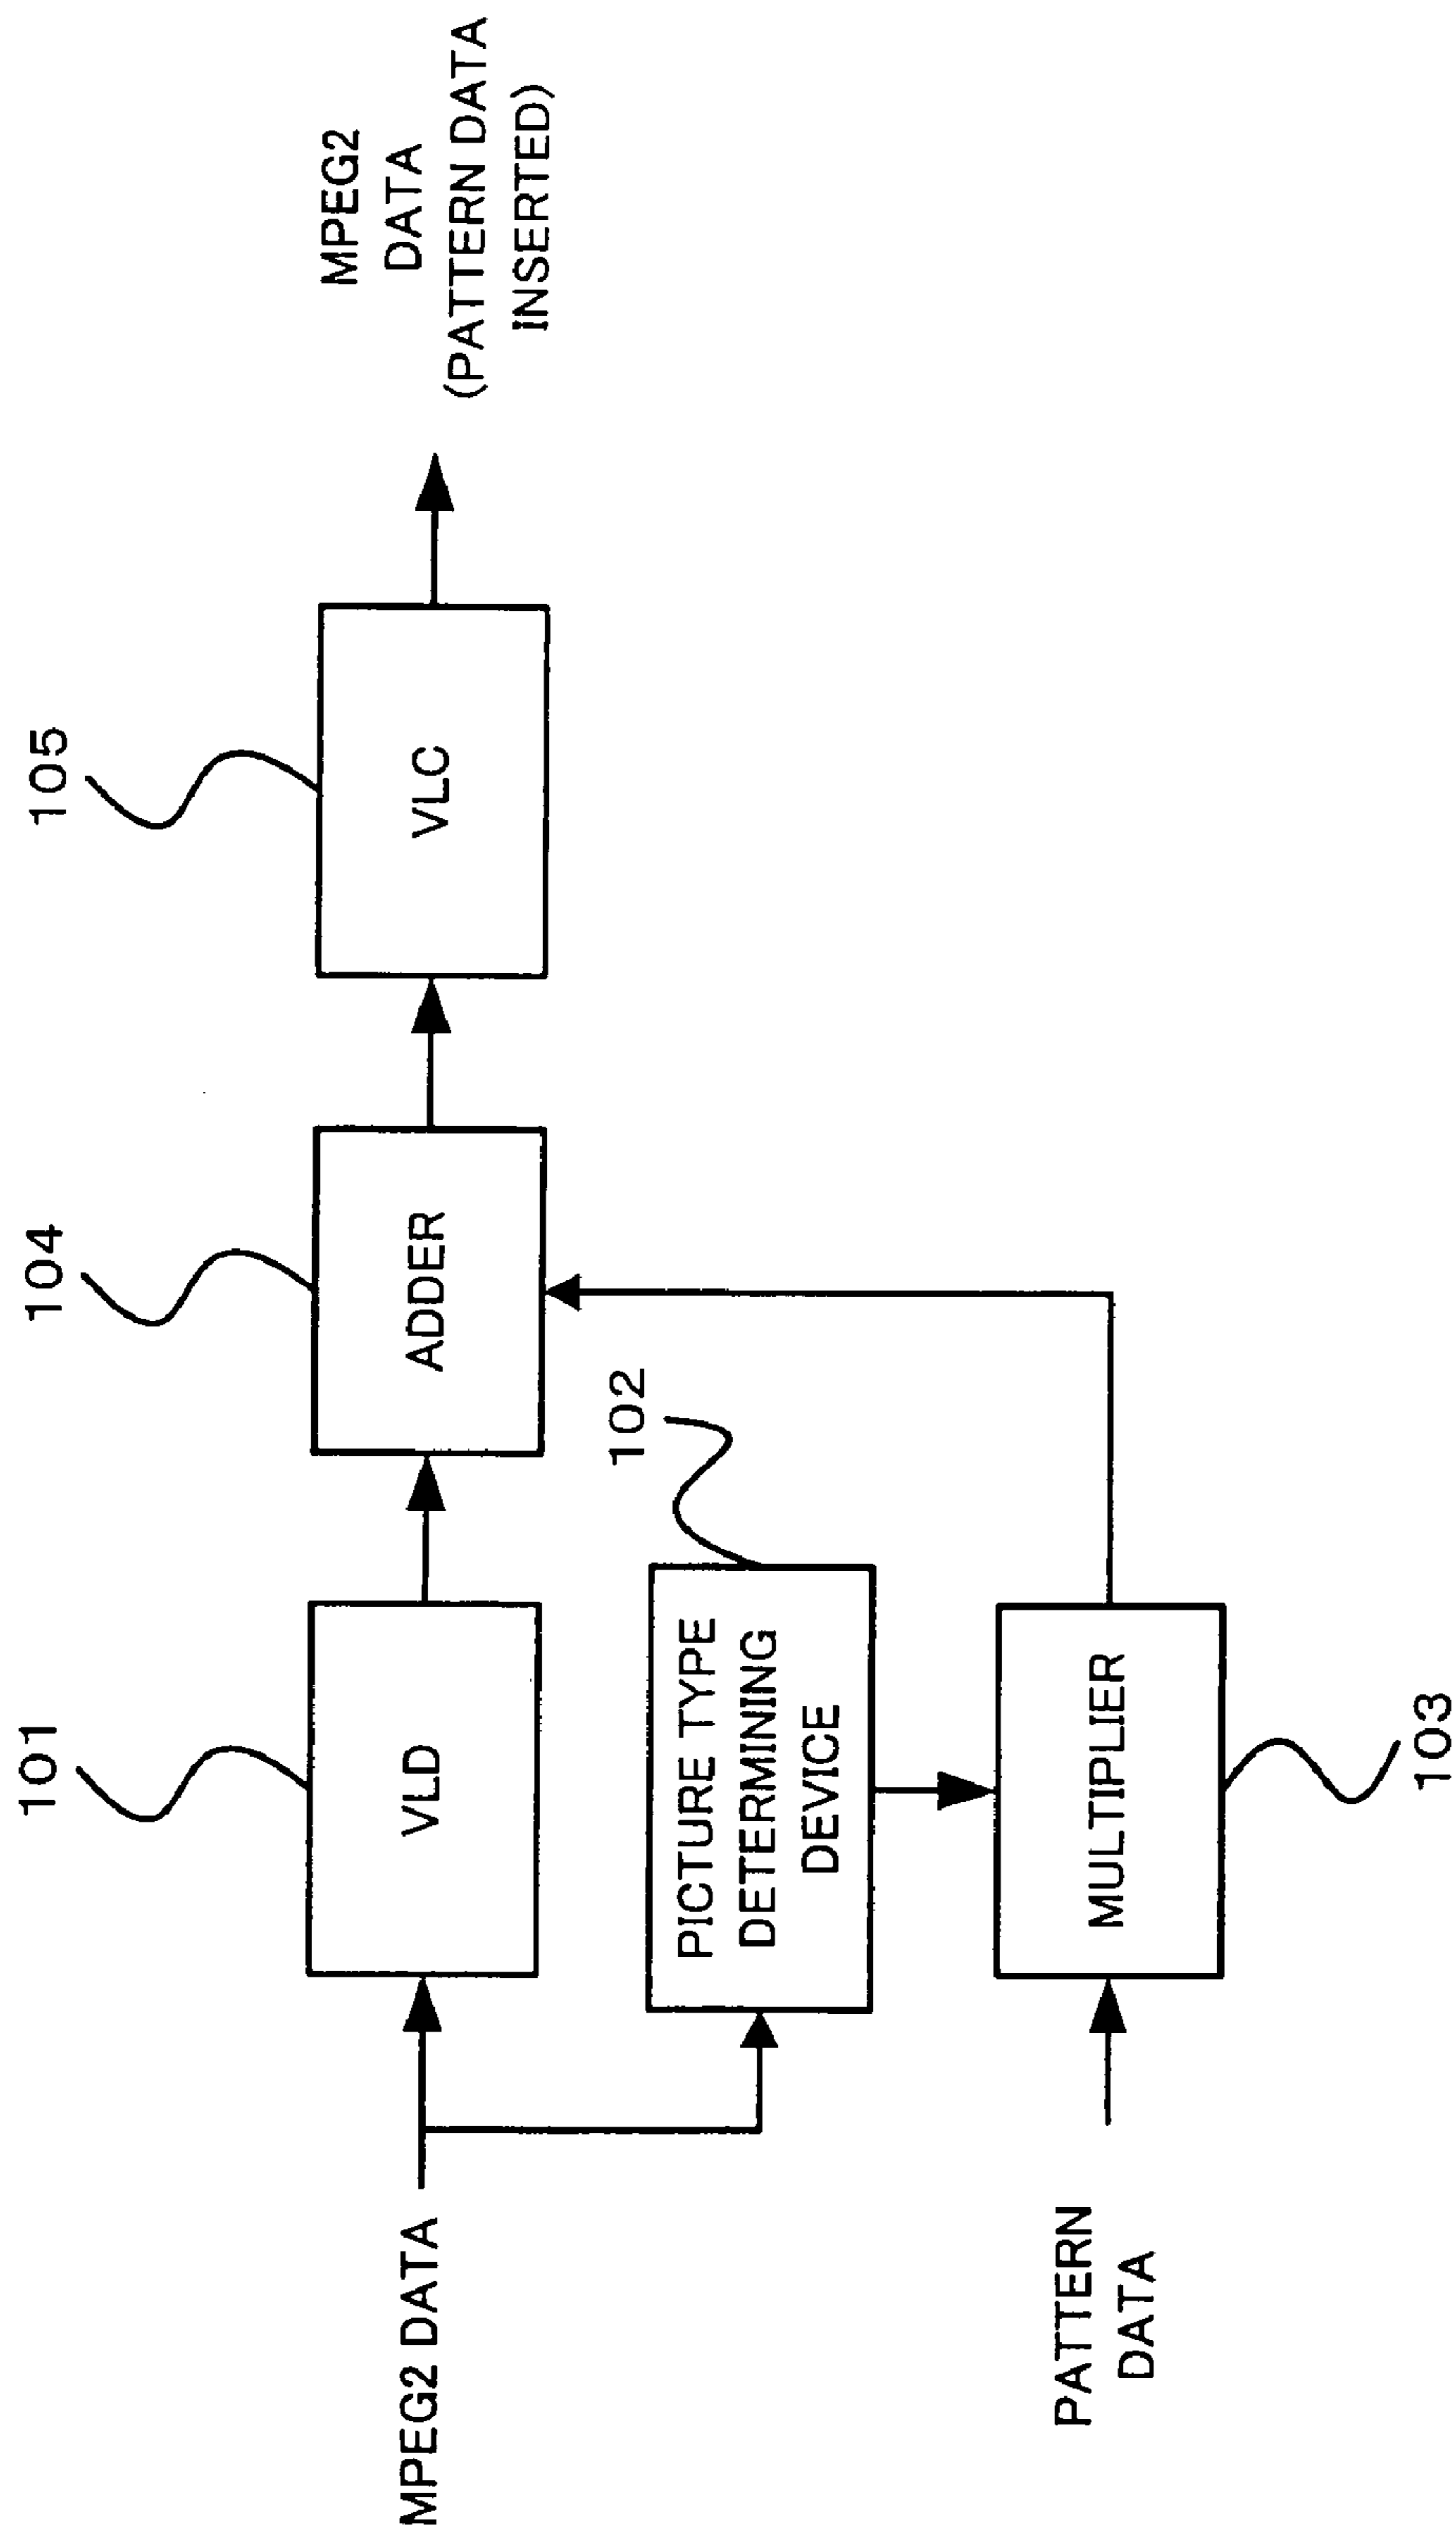 101
104
105
MPEG2 DATA
VLD
ADDER
VLC
MPEG2
DATA
(PATTERN DATA
INSERTED)
102
PICTURE TYPE
DETERMINING
DEVICE
PATTERN
DATA
MULTIPLIER
103